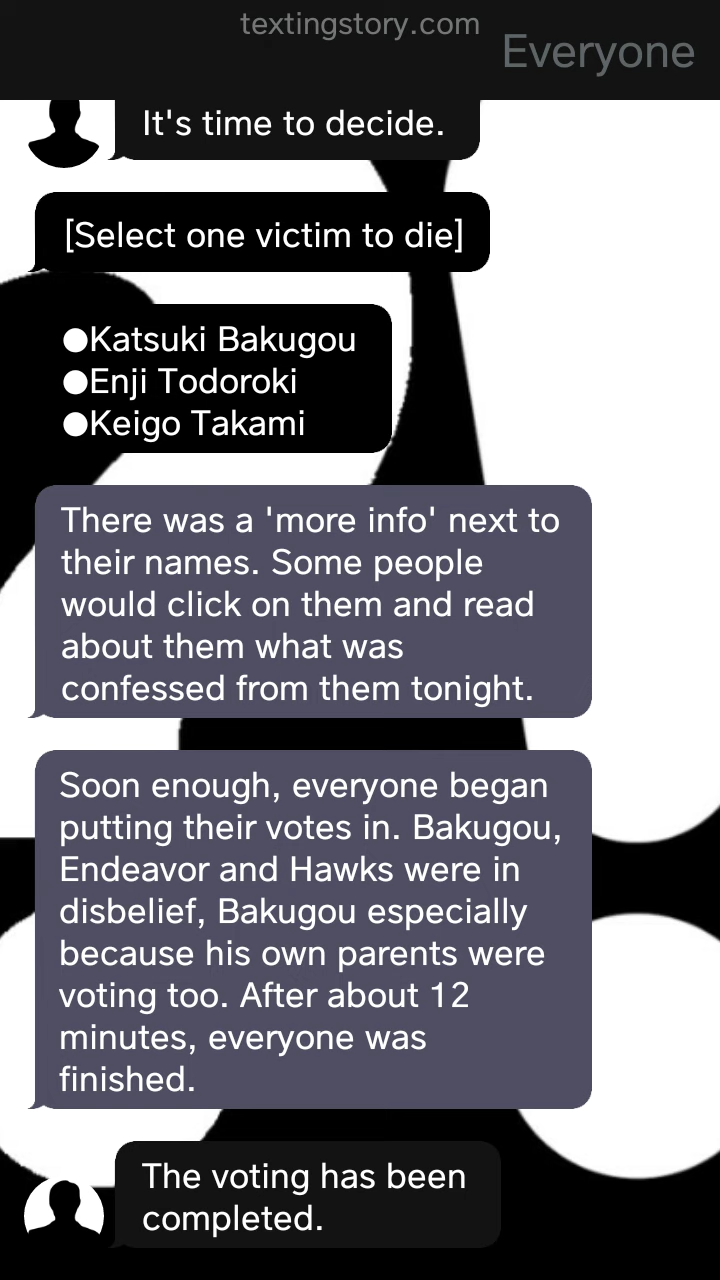 textingstory.com
Everyone
It's time to decide.
[Select one victim to die]
●Katsuki Bakugou
●Enji Todoroki
●Keigo Takami
There was a 'more info' next to
their names. Some people
would click on them and read
about them what was
confessed from them tonight.
Soon enough, everyone began
putting their votes in. Bakugou,
Endeavor and Hawks were in
disbelief, Bakugou especially
because his own parents were
voting too. After about 12
minutes, everyone was
finished.
The voting has been
completed.